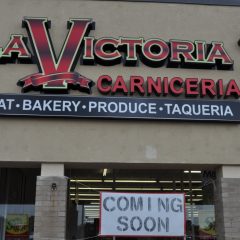 A VICTORIA
CARNICERIA
AT • BAKERY • PRODUCE • TAQUERIA
COMING
SOON